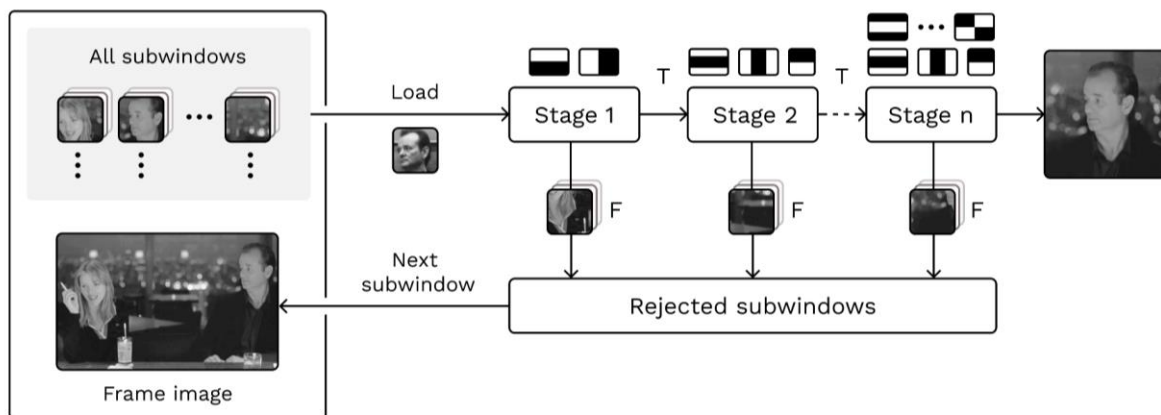 All subwindows
Load
Stage 1
T
Stage 2
T
Stage n
F
F
F
Next
subwindow
Rejected subwindows
Frame image